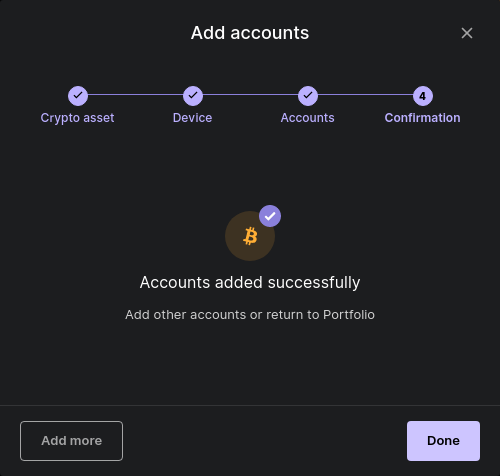 Add accounts
Crypto asset
Device
Accounts
4
Confirmation
Accounts added successfully
Add other accounts or return to Portfolio
Add more
Done